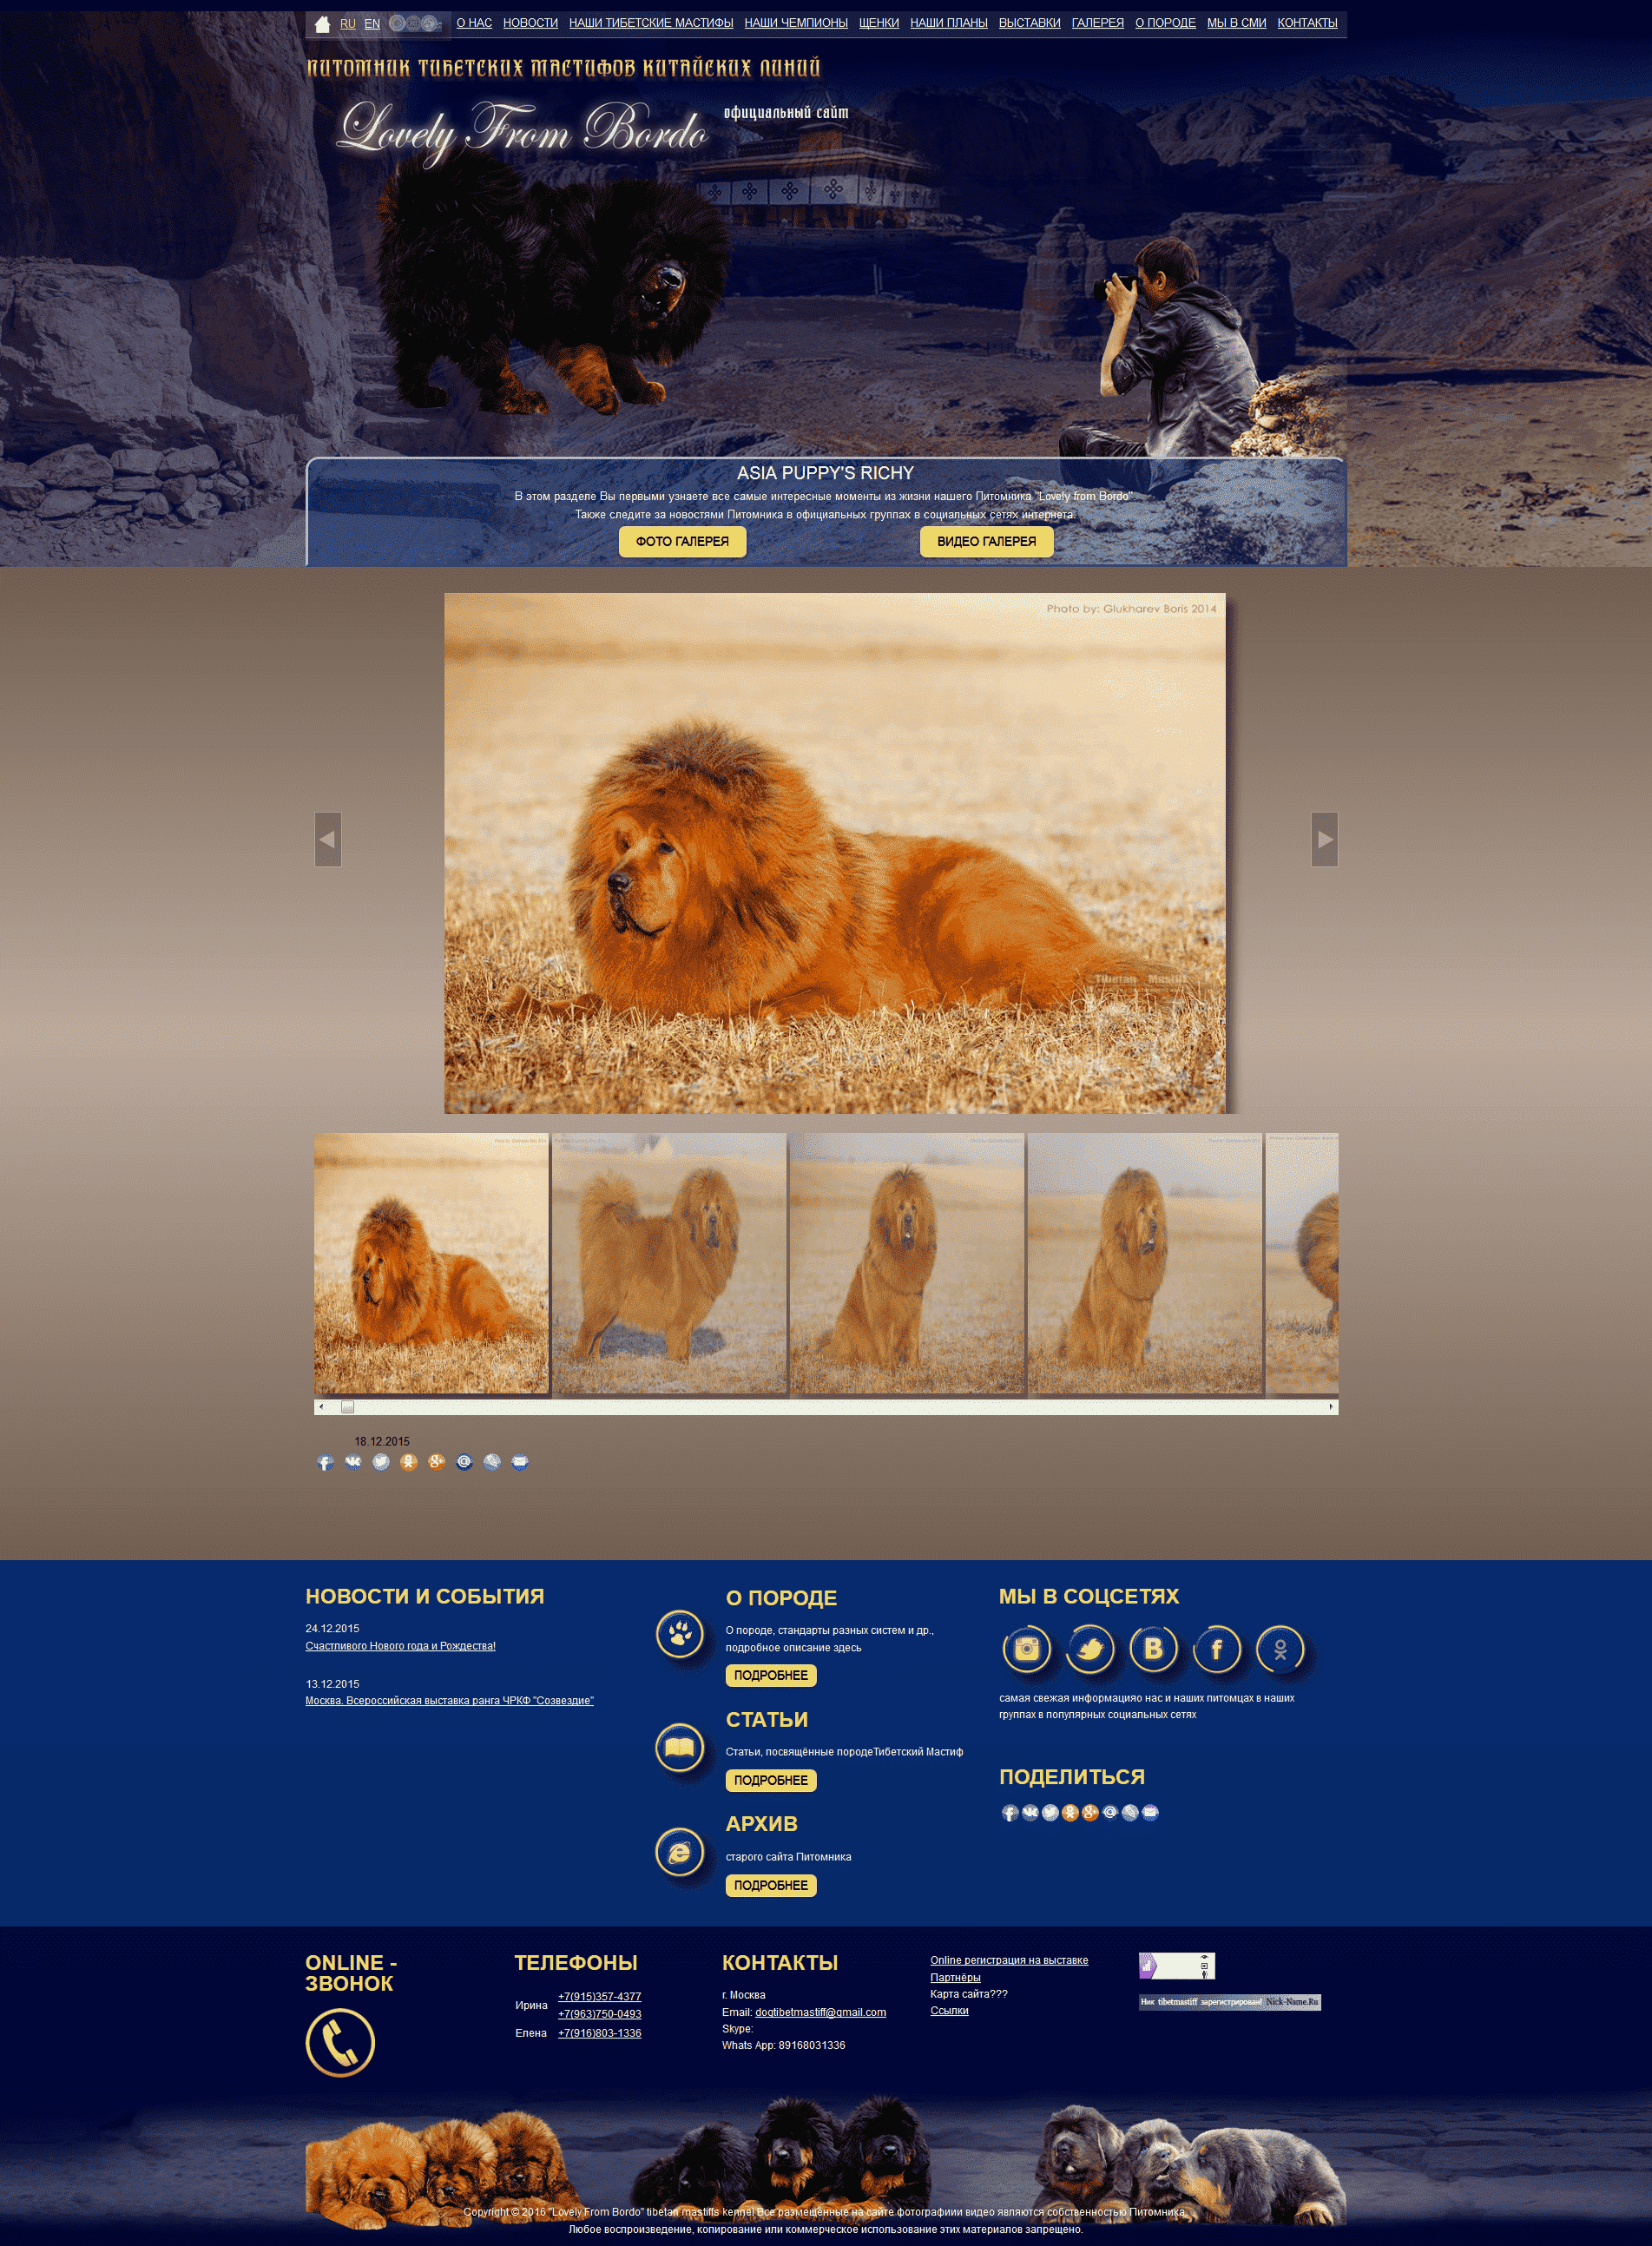 RU EN О НАС НОВОСТИ НАШИ ТИБЕТСКИЕ МАСТИФЫ НАШИ ЧЕМПИОНЫ ЩЕНКИ НАШИ ПЛАНЫ ВЫСТАВКИ ГАЛЕРЕЯ О ПОРОДЕ МЫ В СМИ КОНТАКТЫ
ПИТОМНИК ТИБЕТСКИХ МАСТИФОВ КИТАЙСКИХ ЛИНИЙ
Lovely From Bordo
официальный сайт
ASIA PUPPY'S RICHY
В этом разделе Вы первыми узнаете все самые интересные моменты из жизни нашего Питомника "Lovely from Bordo".
Также следите за новостями Питомника в официальных группах в социальных сетях интернета.
ФОТО ГАЛЕРЕЯ
ВИДЕО ГАЛЕРЕЯ
Photo by: Glukharev Boris 2014
Tibetan Mastiff
18.12.2015
НОВОСТИ И СОБЫТИЯ
24.12.2015
Счастливого Нового года и Рождества!
13.12.2015
Москва. Всероссийская выставка ранга ЧРКФ "Созвездие"
О ПОРОДЕ
О породе, стандарты разных систем и др.,
подробное описание здесь
ПОДРОБНЕЕ
СТАТЬИ
Статьи, посвящённые породеТибетский Мастиф
ПОДРОБНЕЕ
АРХИВ
старого сайта Питомника
ПОДРОБНЕЕ
МЫ В СОЦСЕТЯХ
самая свежая информацияо нас и наших питомцах в наших
группах в популярных социальных сетях
ПОДЕЛИТЬСЯ
ONLINE -
ЗВОНОК
ТЕЛЕФОНЫ
Ирина
+7(915)357-4377
+7(963)750-0493
Елена +7(916)803-1336
КОНТАКТЫ
г. Москва
Email: dogtibetmastiff@gmail.com
Skype:
Whats App: 89168031336
Online регистрация на выставке
Партнёры
Карта сайта???
Ссылки
Ник tibetmastiff зарегистрирован! Nick-Name.Ru
Copyright © 2016 "Lovely From Bordo" tibetan mastiffs kennel Все размещённые на сайте фотографиии видео являются собственностью Питомника.
Любое воспроизведение, копирование или коммерческое использование этих материалов запрещено.